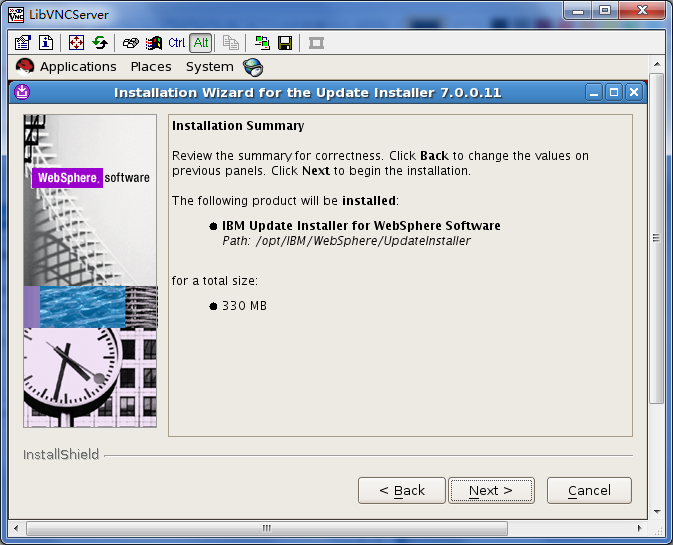 LibVNCServer
Ctrl Alt
Applications Places System
Installation Wizard for the Update Installer 7.0.0.11
WebSphere. software
Installation Summary
Review the summary for correctness. Click Back to change the values on
previous panels. Click Next to begin the installation.
The following product will be installed:
IBM Update Installer for WebSphere Software
Path: /opt/IBM/WebSphere/UpdateInstaller
for a total size:
330 MB
InstallShield
< Back
Next >
Cancel